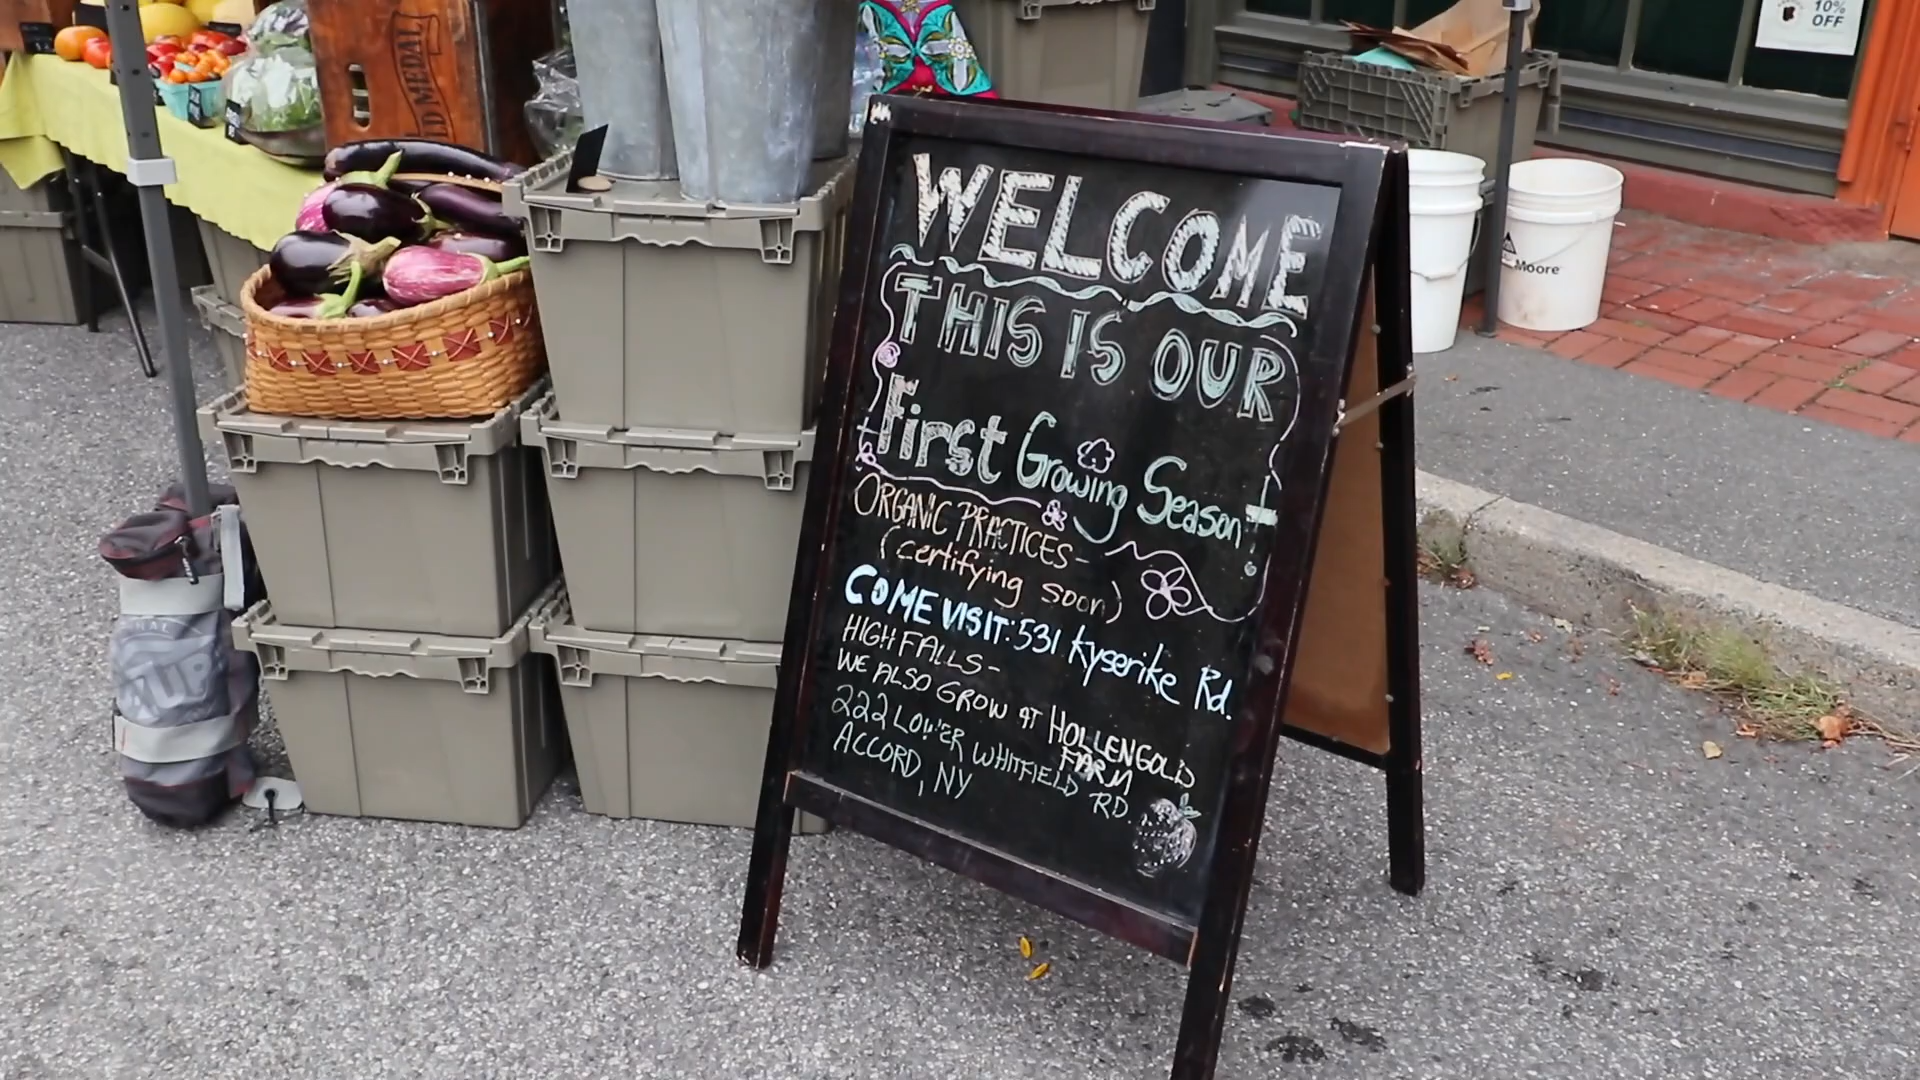 WELCOME
THIS IS OUR
First Growing Season!
ORGANIC PRACTICES-
(certifying soon)
COME VISIT: 531 Kyserike Rd.
HIGH FALLS-
WE ALSO GROW AT HOLLENGOLD
FARM
222 LOWER WHITFIELD RD.
ACCORD, NY
MEDAL
10%
OFF
Moore